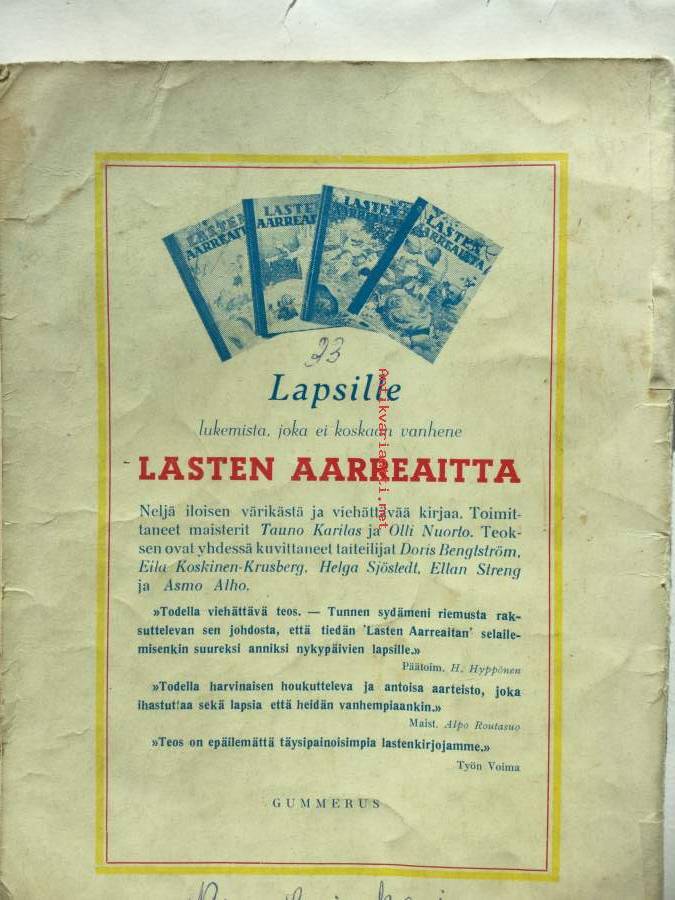 LASTEN
AARREAITTA
LASTEN
AARREAITTA
LASTEN
AARREAITTA
LASTEN
AARREAITTA
23
Lapsille
lukemista, joka ei koskaan vanhene
LASTEN AARREAITTA
Neljä iloisen värikästä ja viehättävää kirjaa. Toimit-
taneet maisterit Tauno Karilas ja Olli Nuorto. Teok-
sen ovat yhdessä kuvittaneet taiteilijat Doris Bengtström,
Eila Koskinen-Krusberg, Helga Sjöstedt, Ellan Streng
ja Asmo Alho.
»Todella viehättävä teos. — Tunnen sydämeni riemusta rak-
suttelevan sen johdosta, että tiedän 'Lasten Aarreaitan' selaile-
misenkin suureksi anniksi nykypäivien lapsille.»
Päätoim. H. Hyppönen
»Todella harvinaisen houkutteleva ja antoisa aarteisto, joka
ihastuttaa sekä lapsia että heidän vanhempiaankin.»
Maist. Alpo Routasuo
»Teos on epäilemättä täysipainoisimpia lastenkirjojamme.»
Työn Voima
GUMMERUS
antikvariaatti.net